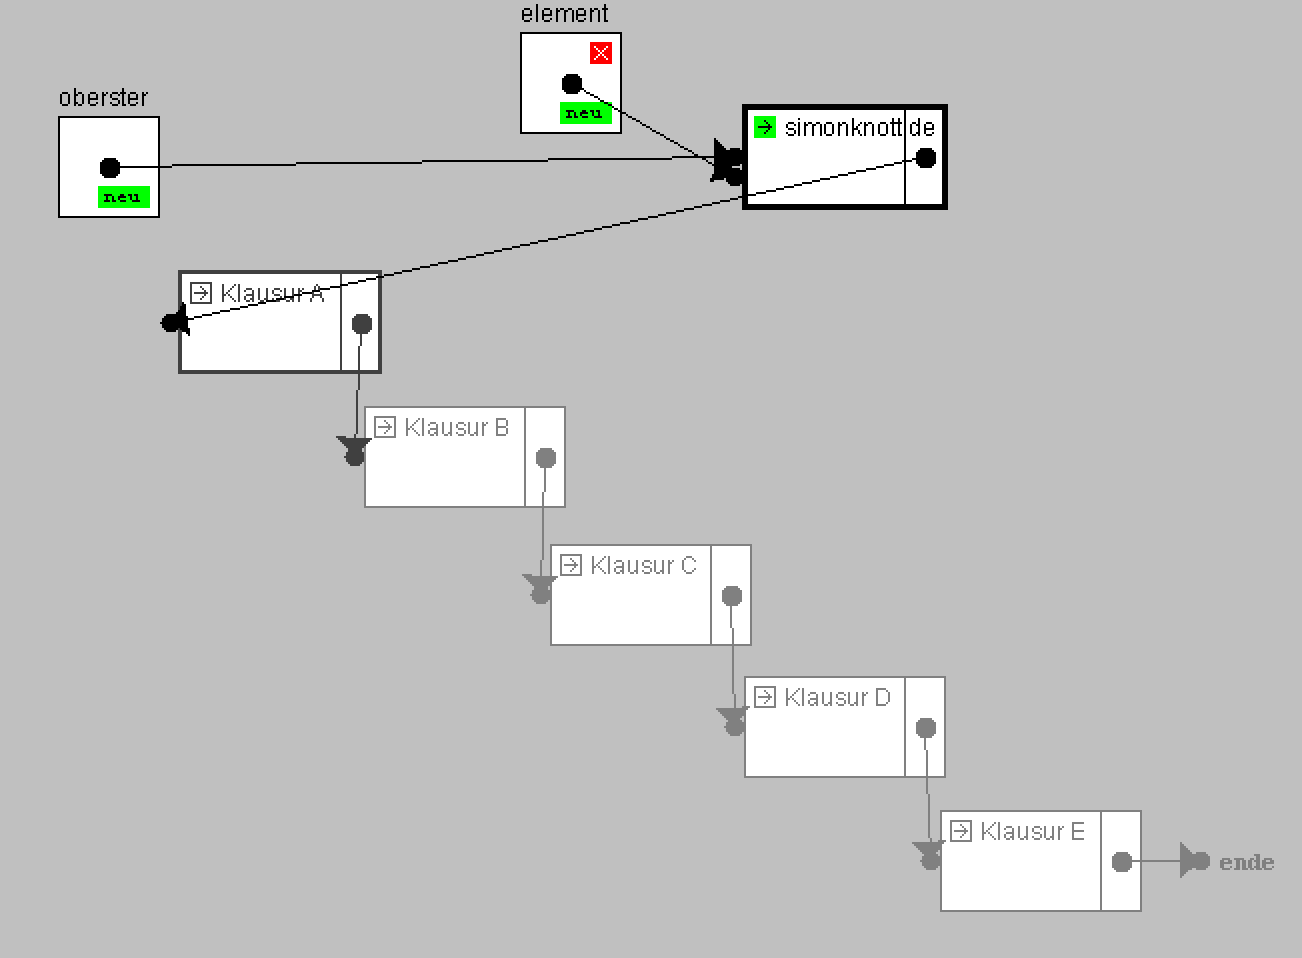 element
neu
oberster
neu
simonknott de
Klausur A
Klausur B
Klausur C
Klausur D
Klausur E
ende